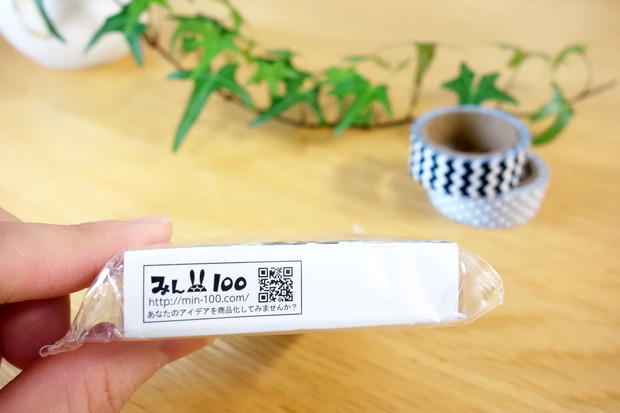 みん100
http://min-100.com/
あなたのアイデアを商品化してみませんか？